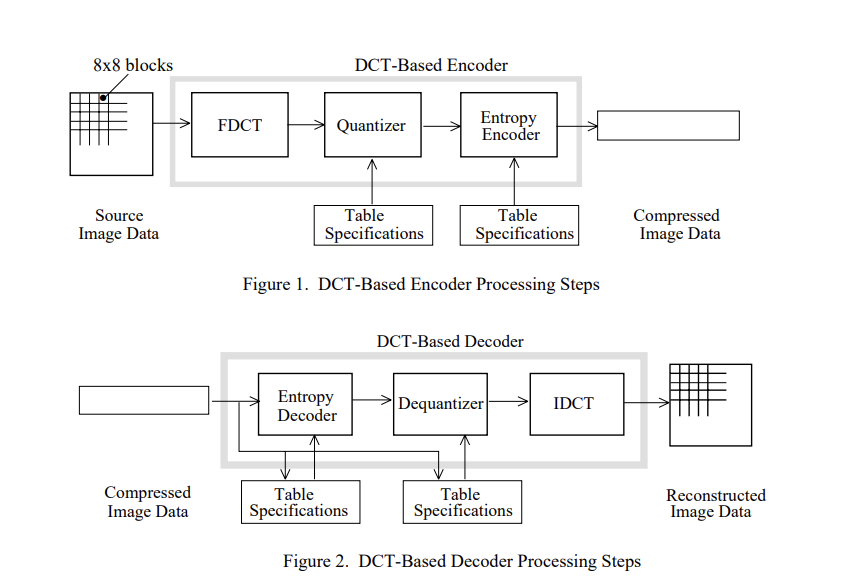 8x8 blocks
DCT-Based Encoder
FDCT
Quantizer
Entropy
Encoder
Table
Specifications
Table
Specifications
Source
Image Data
Compressed
Image Data
Figure 1. DCT-Based Encoder Processing Steps
DCT-Based Decoder
Entropy
Decoder
Dequantizer
IDCT
Table
Specifications
Table
Specifications
Compressed
Image Data
Reconstructed
Image Data
Figure 2. DCT-Based Decoder Processing Steps